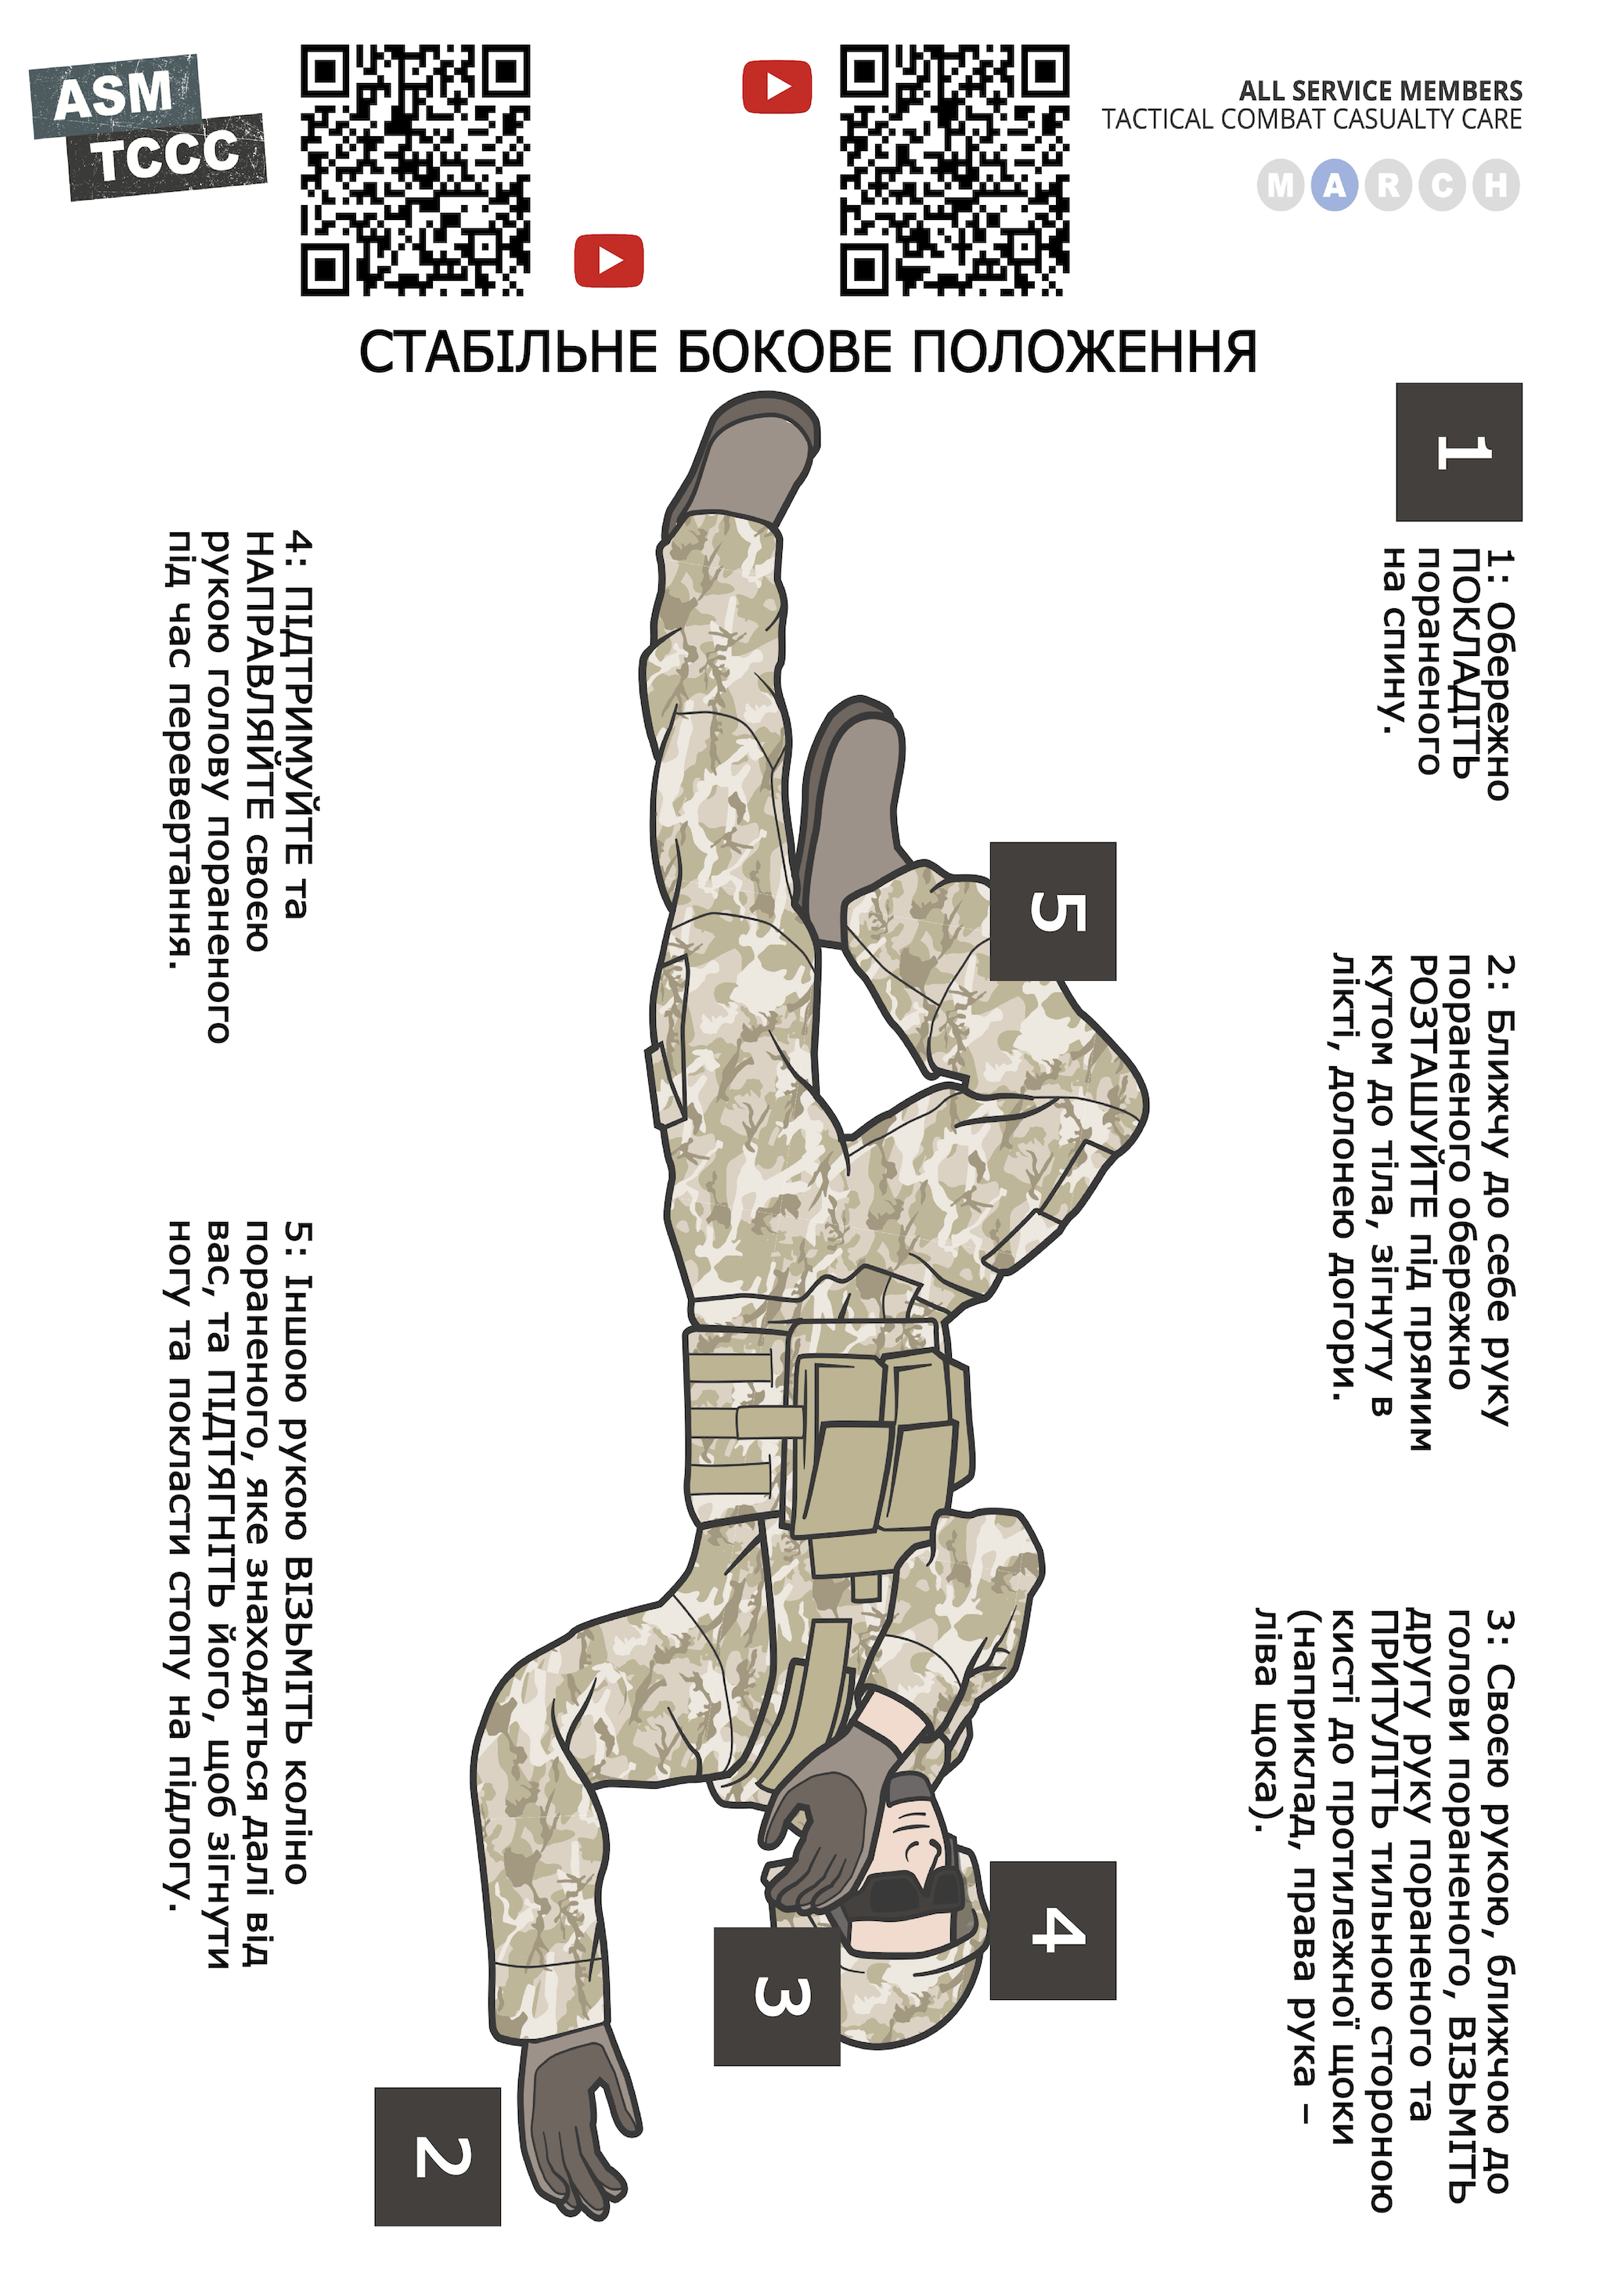 ASM
TCCC
ALL SERVICE MEMBERS
TACTICAL COMBAT CASUALTY CARE
M A R C H
СТАБІЛЬНЕ БОКОВЕ ПОЛОЖЕННЯ
1
1: Обережно
ПОКЛАДІТЬ
пораненого
на спину.
2: Ближчу до себе руку
пораненого обережно
РОЗТАШУЙТЕ під прямим
кутом до тіла, зігнуту в
лікті, долонею догори.
3: Своєю рукою, ближчою до
голови пораненого, ВІЗЬМІТЬ
другу руку пораненого та
ПРИТУЛІТЬ тильною стороною
кисті до протилежної щоки
(наприклад, права рука –
ліва щока).
5
4
3
2
4: ПІДТРИМУЙТЕ та
НАПРАВЛЯЙТЕ своєю
рукою голову пораненого
під час перевертання.
5: Іншою рукою ВІЗЬМІТЬ коліно
пораненого, яке знаходяться далі від
вас, та ПІДТЯГНІТЬ його, щоб зігнути
ногу та покласти стопу на підлогу.